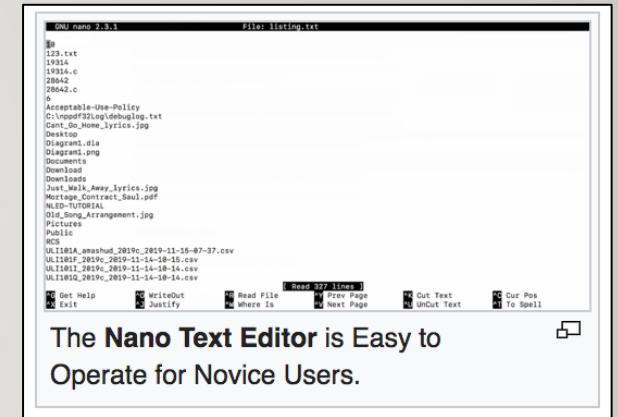 GNU nano 2.3.1 File: listing.txt
123.txt
19314
19314.c
28642
28642.c
6
Acceptable-Use-Policy
C:\nppdf32Log\debuglog.txt
Cant_Go_Home_lyrics.jpg
Desktop
Diagram1.dia
Diagram1.png
Documents
Download
Downloads
Just_Walk_Away_lyrics.jpg
Mortage_Contract_Saul.pdf
NLED-TUTORIAL
Old_Song_Arrangement.jpg
Pictures
Public
RCS
ULI101A_amashud_2019c_2019-11-15-07-37.csv
ULI101F_2019c_2019-11-14-10-15.csv
ULI101I_2019c_2019-11-14-10-14.csv
ULI101Q_2019c_2019-11-14-10-14.csv
[ Read 327 lines ]
^G Get Help ^O WriteOut ^R Read File ^Y Prev Page ^K Cut Text ^C Cur Pos
^X Exit ^J Justify ^W Where Is ^V Next Page ^U UnCut Text ^T To Spell
The Nano Text Editor is Easy to
Operate for Novice Users.